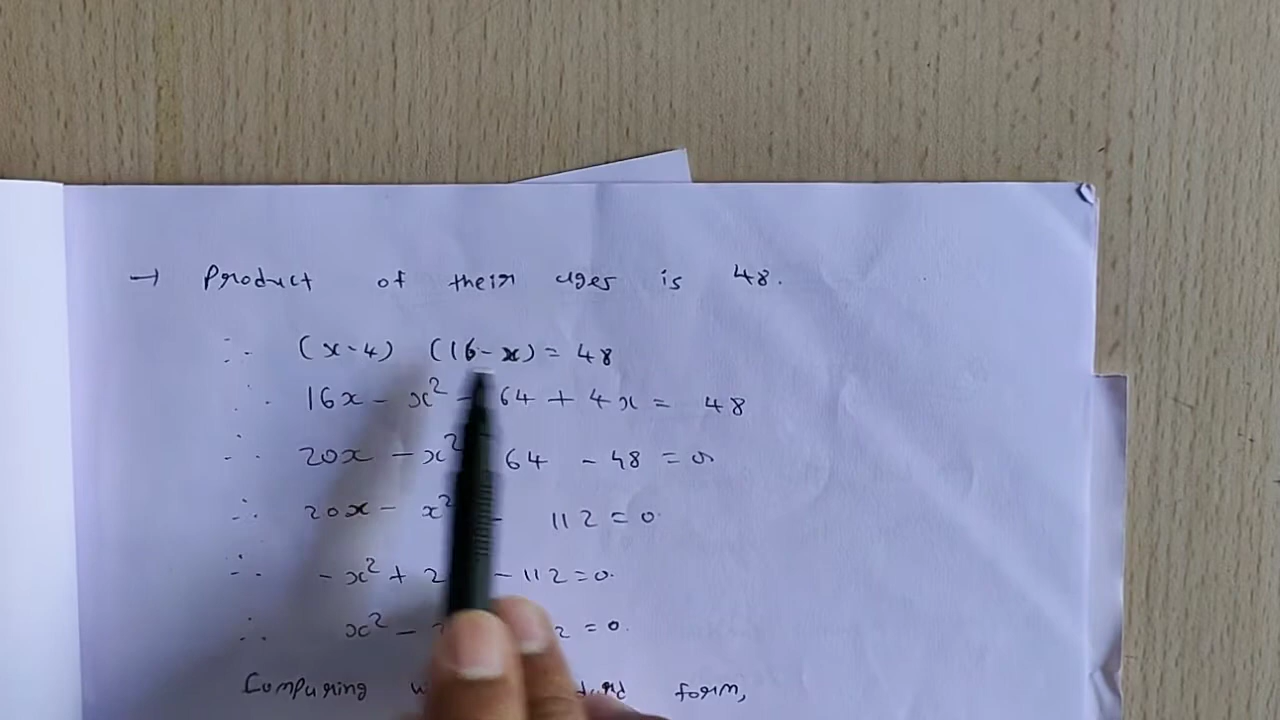 → Product of their ages is 48.
∴ (x-4) (16-x) = 48
∴ 16x - x² - 64 + 4x = 48
∴ 20x - x² 64 - 48 = 0
∴ 20x - x² - 112 = 0
∴ -x² + 2 - 112 = 0.
∴ x² - 2 = 0.
Comparing form,